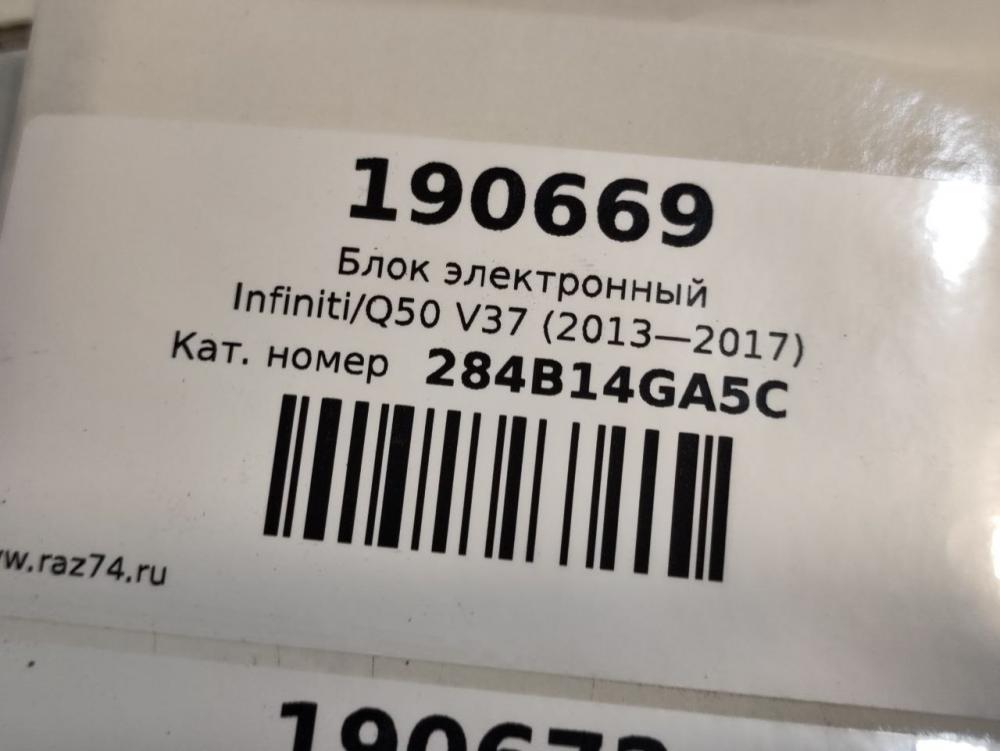 190669
Блок электронный
Infiniti/Q50 V37 (2013—2017)
Кат. номер 284B14GA5C
w.raz74.ru